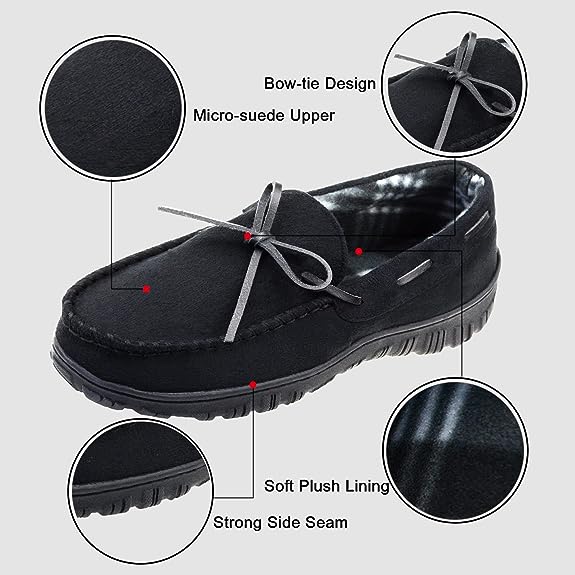 Bow-tie Design
Micro-suede Upper
Soft Plush Lining
Strong Side Seam